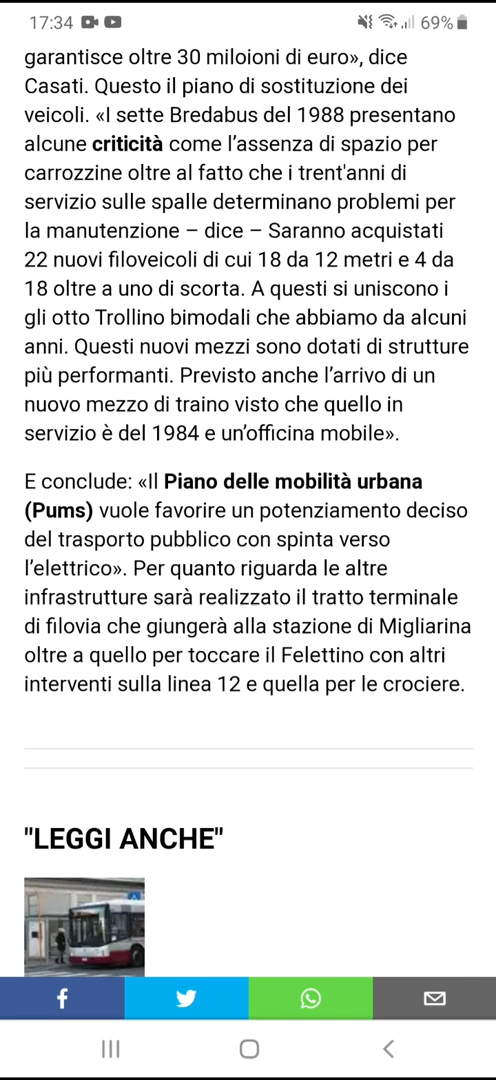 17:34 69%
garantisce oltre 30 miloioni di euro», dice
Casati. Questo il piano di sostituzione dei
veicoli. «I sette Bredabus del 1988 presentano
alcune criticità come l'assenza di spazio per
carrozzine oltre al fatto che i trent'anni di
servizio sulle spalle determinano problemi per
la manutenzione – dice – Saranno acquistati
22 nuovi filoveicoli di cui 18 da 12 metri e 4 da
18 oltre a uno di scorta. A questi si uniscono i
gli otto Trollino bimodali che abbiamo da alcuni
anni. Questi nuovi mezzi sono dotati di strutture
più performanti. Previsto anche l'arrivo di un
nuovo mezzo di traino visto che quello in
servizio è del 1984 e un'officina mobile».
E conclude: «Il Piano delle mobilità urbana
(Pums) vuole favorire un potenziamento deciso
del trasporto pubblico con spinta verso
l'elettrico». Per quanto riguarda le altre
infrastrutture sarà realizzato il tratto terminale
di filovia che giungerà alla stazione di Migliarina
oltre a quello per toccare il Felettino con altri
interventi sulla linea 12 e quella per le crociere.
"LEGGI ANCHE"